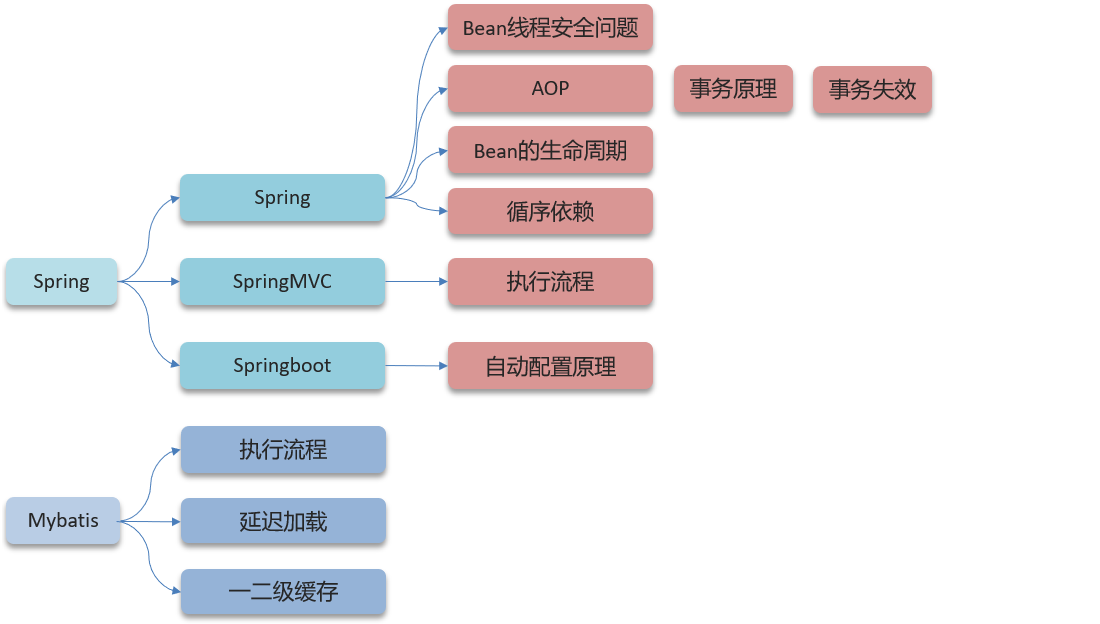 Bean线程安全问题
AOP
事务原理
事务失效
Bean的生命周期
Spring
循序依赖
Spring
SpringMVC
执行流程
Springboot
自动配置原理
执行流程
Mybatis
延迟加载
一二级缓存